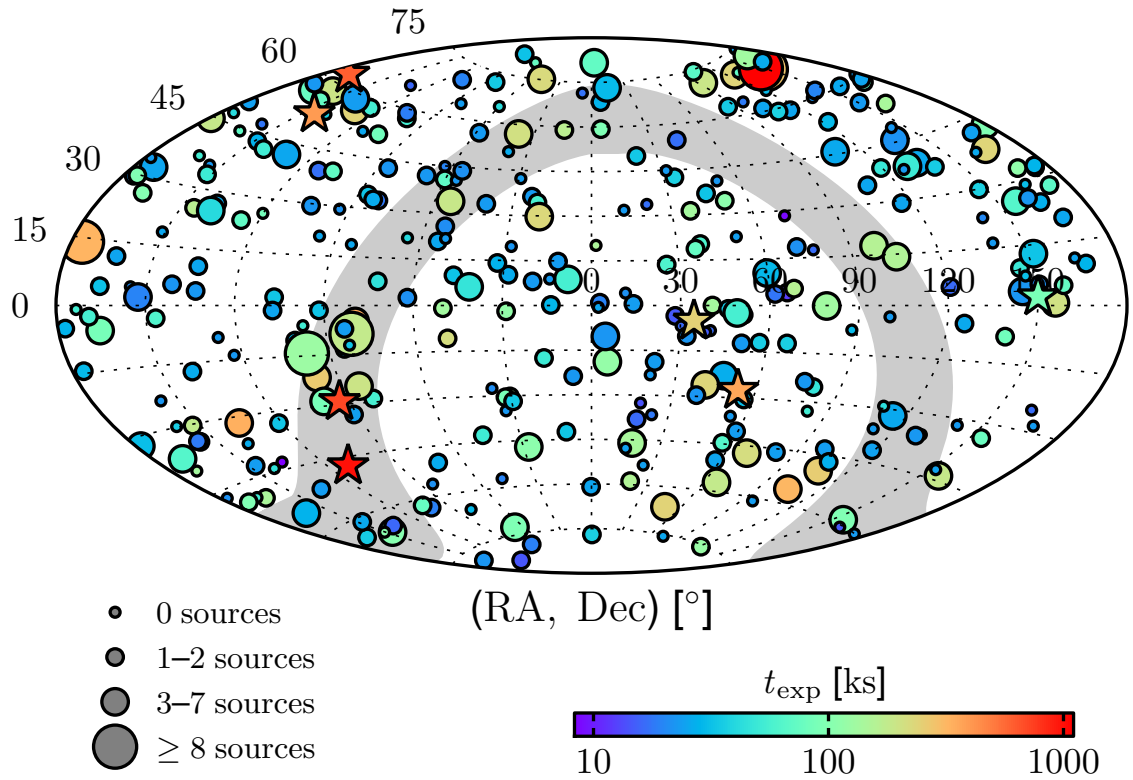 75
60
45
30
15
0
0 30 60 90 120 150
(RA, Dec) [°]
0 sources
1–2 sources
3–7 sources
≥ 8 sources
t_exp [ks]
10 100 1000